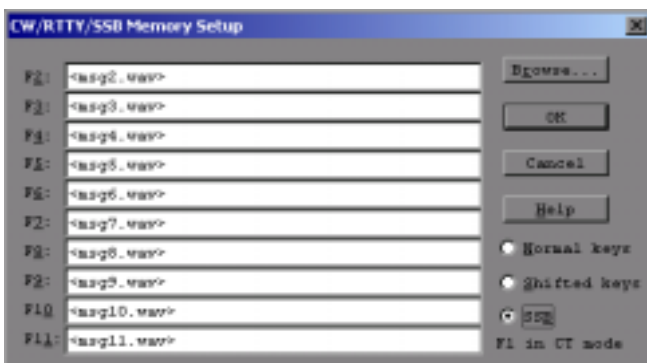 CW/RTTY/SSB Memory Setup
F2: <msg2.wav>
F3: <msg3.wav>
F4: <msg4.wav>
F5: <msg5.wav>
F6: <msg6.wav>
F7: <msg7.wav>
F8: <msg8.wav>
F9: <msg9.wav>
F10 <msg10.wav>
F11: <msg11.wav>
Browse...
OK
Cancel
Help
Normal keys
Shifted keys
SSB
F1 in CT mode